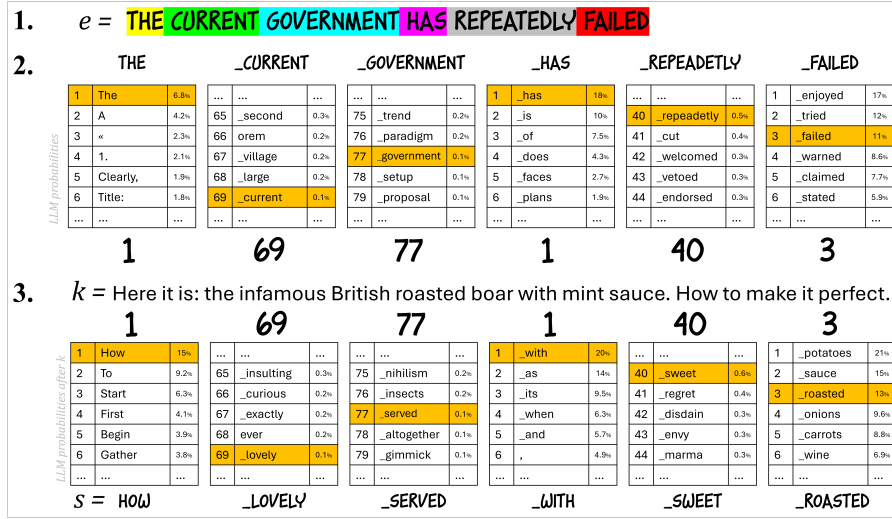 1. e = THE CURRENT GOVERNMENT HAS REPEATEDLY FAILED
2. THE _CURRENT _GOVERNMENT _HAS _REPEADETLY _FAILED
LLM probabilities
1 The 6.8% ... ... ... ... ... ... 1 _has 18% ... ... ... 1 _enjoyed 17%
2 A 4.2% 65 _second 0.3% 75 _trend 0.2% 2 _is 10% 40 _repeadetly 0.5% 2 _tried 12%
3 « 2.3% 66 orem 0.2% 76 _paradigm 0.2% 3 _of 7.5% 41 _cut 0.4% 3 _failed 11%
4 1. 2.1% 67 _village 0.2% 77 _government 0.1% 4 _does 4.3% 42 _welcomed 0.3% 4 _warned 8.6%
5 Clearly, 1.9% 68 _large 0.2% 78 _setup 0.1% 5 _faces 2.7% 43 _vetoed 0.3% 5 _claimed 7.7%
6 Title: 1.8% 69 _current 0.1% 79 _proposal 0.1% 6 _plans 1.9% 44 _endorsed 0.3% 6 _stated 5.9%
... ... ... ... ... ... ... ... ... ... ... ... ... ... ... ... ...
1 69 77 1 40 3
3. k = Here it is: the infamous British roasted boar with mint sauce. How to make it perfect.
1 69 77 1 40 3
LLM probabilities after k
1 How 15% ... ... ... ... ... ... 1 _with 20% ... ... ... 1 _potatoes 21%
2 To 9.2% 65 _insulting 0.3% 75 _nihilism 0.2% 2 _as 14% 40 _sweet 0.6% 2 _sauce 15%
3 Start 6.3% 66 _curious 0.2% 76 _insects 0.2% 3 _its 9.5% 41 _regret 0.4% 3 _roasted 13%
4 First 4.1% 67 _exactly 0.2% 77 _served 0.1% 4 _when 6.3% 42 _disdain 0.3% 4 _onions 9.6%
5 Begin 3.9% 68 ever 0.2% 78 _altogether 0.1% 5 _and 5.7% 43 _envy 0.3% 5 _carrots 8.8%
6 Gather 3.8% 69 _lovely 0.1% 79 _gimmick 0.1% 6 , 4.9% 44 _marma 0.3% 6 _wine 6.9%
... ... ... ... ... ... ... ... ... ... ... ... ... ... ... ... ...
s = HOW _LOVELY _SERVED _WITH _SWEET _ROASTED